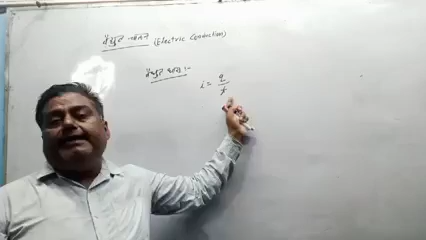 वैद्युत चालन (Electric Conduction)
वैद्युत धारा :-
i = q/t